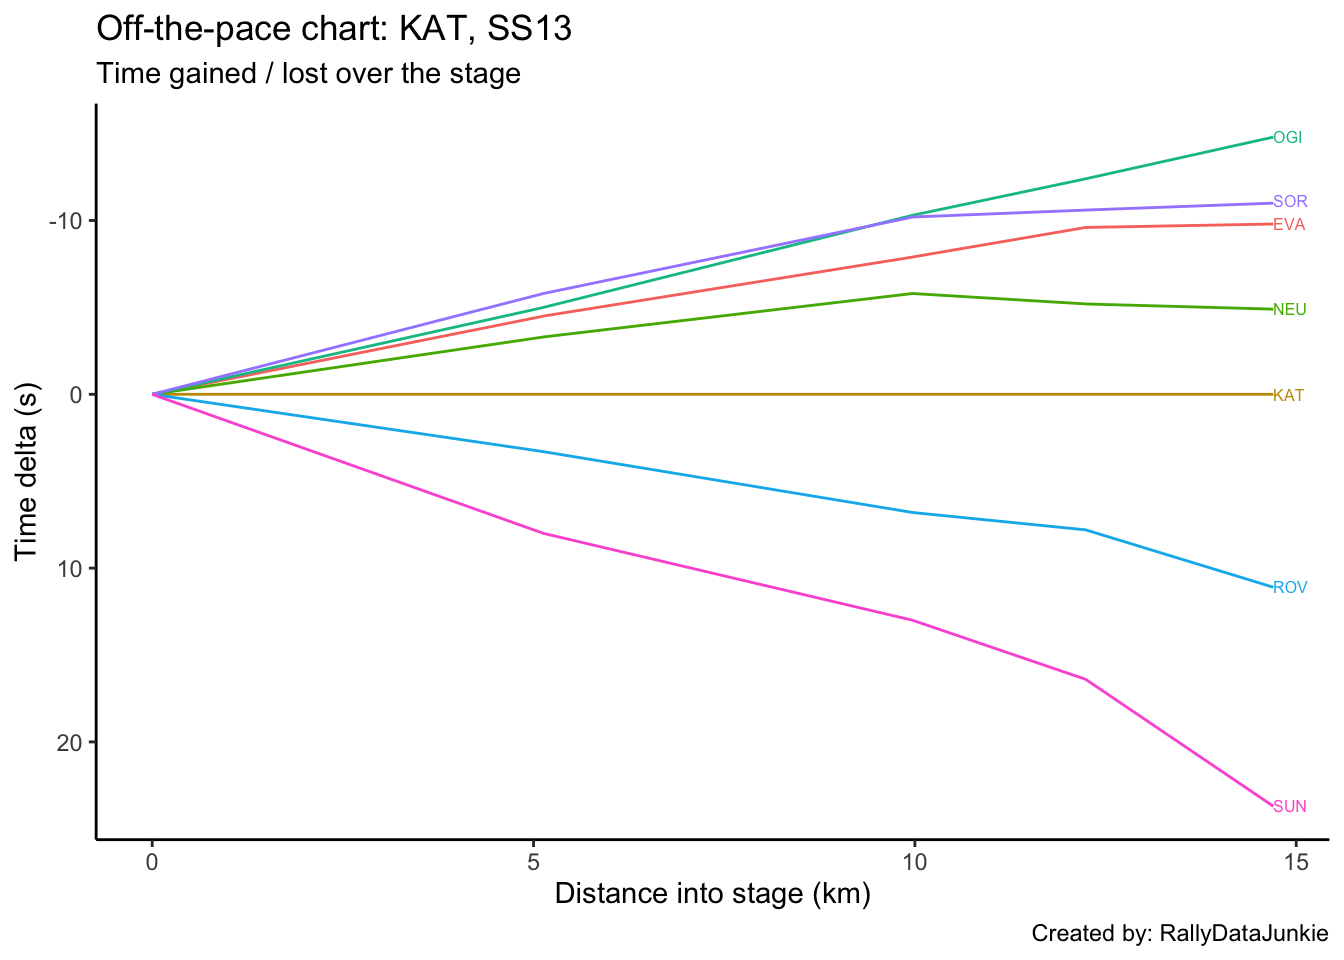 Off-the-pace chart: KAT, SS13
Time gained / lost over the stage
OGI
SOR
EVA
NEU
KAT
ROV
SUN
-10
0
10
20
Time delta (s)
0 5 10 15
Distance into stage (km)
Created by: RallyDataJunkie